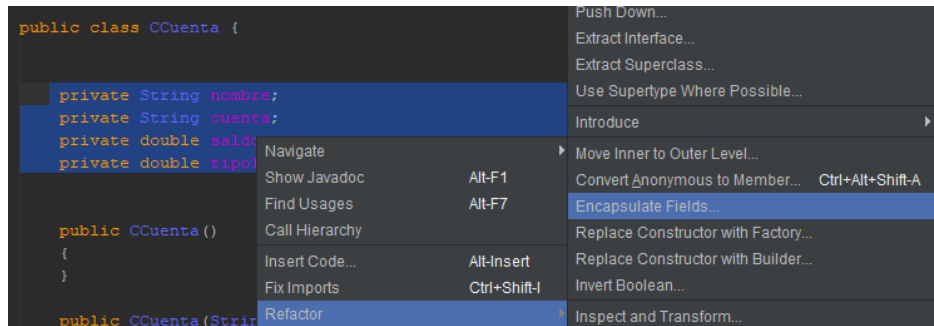 public class CCuenta {
private String nombre;
private String cuenta;
private double saldo
private double tipoI
public CCuenta()
{
}
public CCuenta(Strin
Navigate
Show Javadoc Alt-F1
Find Usages Alt-F7
Call Hierarchy
Insert Code... Alt-Insert
Fix Imports Ctrl+Shift-I
Refactor
Push Down...
Extract Interface...
Extract Superclass...
Use Supertype Where Possible...
Introduce
Move Inner to Outer Level...
Convert Anonymous to Member... Ctrl+Alt+Shift-A
Encapsulate Fields...
Replace Constructor with Factory...
Replace Constructor with Builder...
Invert Boolean...
Inspect and Transform...